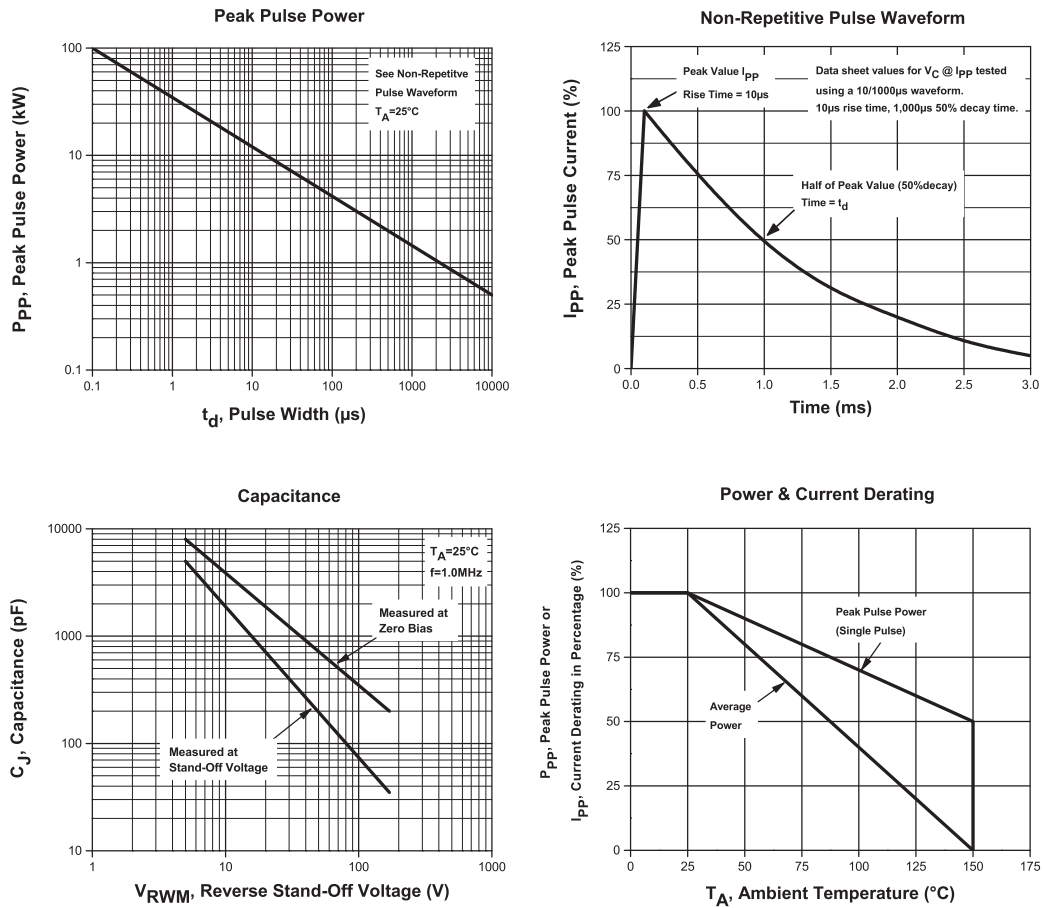 Peak Pulse Power
100
10
1
0.1
0.1
1
10
100
1000
10000
PPP, Peak Pulse Power (kW)
td, Pulse Width (µs)
See Non-Repetitve
Pulse Waveform
TA=25°C
Non-Repetitive Pulse Waveform
125
100
75
50
25
0
0.0
0.5
1.0
1.5
2.0
2.5
3.0
IPP, Peak Pulse Current (%)
Time (ms)
Peak Value IPP
Rise Time = 10µs
Data sheet values for VC @ IPP tested
using a 10/1000µs waveform.
10µs rise time, 1,000µs 50% decay time.
Half of Peak Value (50%decay)
Time = td
Capacitance
10000
1000
100
10
1
10
100
1000
CJ, Capacitance (pF)
VRWM, Reverse Stand-Off Voltage (V)
TA=25°C
f=1.0MHz
Measured at
Zero Bias
Measured at
Stand-Off Voltage
Power & Current Derating
125
100
75
50
25
0
0
25
50
75
100
125
150
175
PPP, Peak Pulse Power or
IPP, Current Derating in Percentage (%)
TA, Ambient Temperature (°C)
Peak Pulse Power
(Single Pulse)
Average
Power